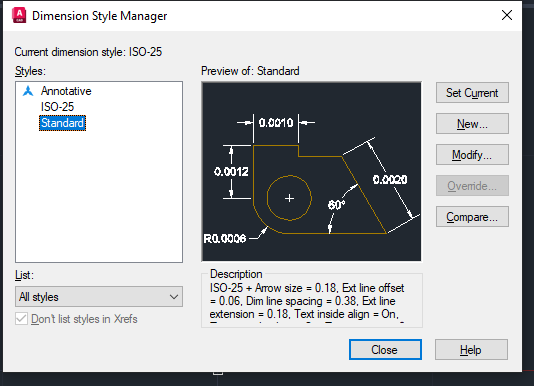 Dimension Style Manager
Current dimension style: ISO-25
Styles:
Annotative
ISO-25
Standard
Preview of: Standard
0.0010
0.0012
0.0020
60°
R0.0006
Set Current
New...
Modify...
Override...
Compare...
List:
All styles
Don't list styles in Xrefs
Description
ISO-25 + Arrow size = 0.18, Ext line offset
= 0.06, Dim line spacing = 0.38, Ext line
extension = 0.18, Text inside align = On,
Close
Help